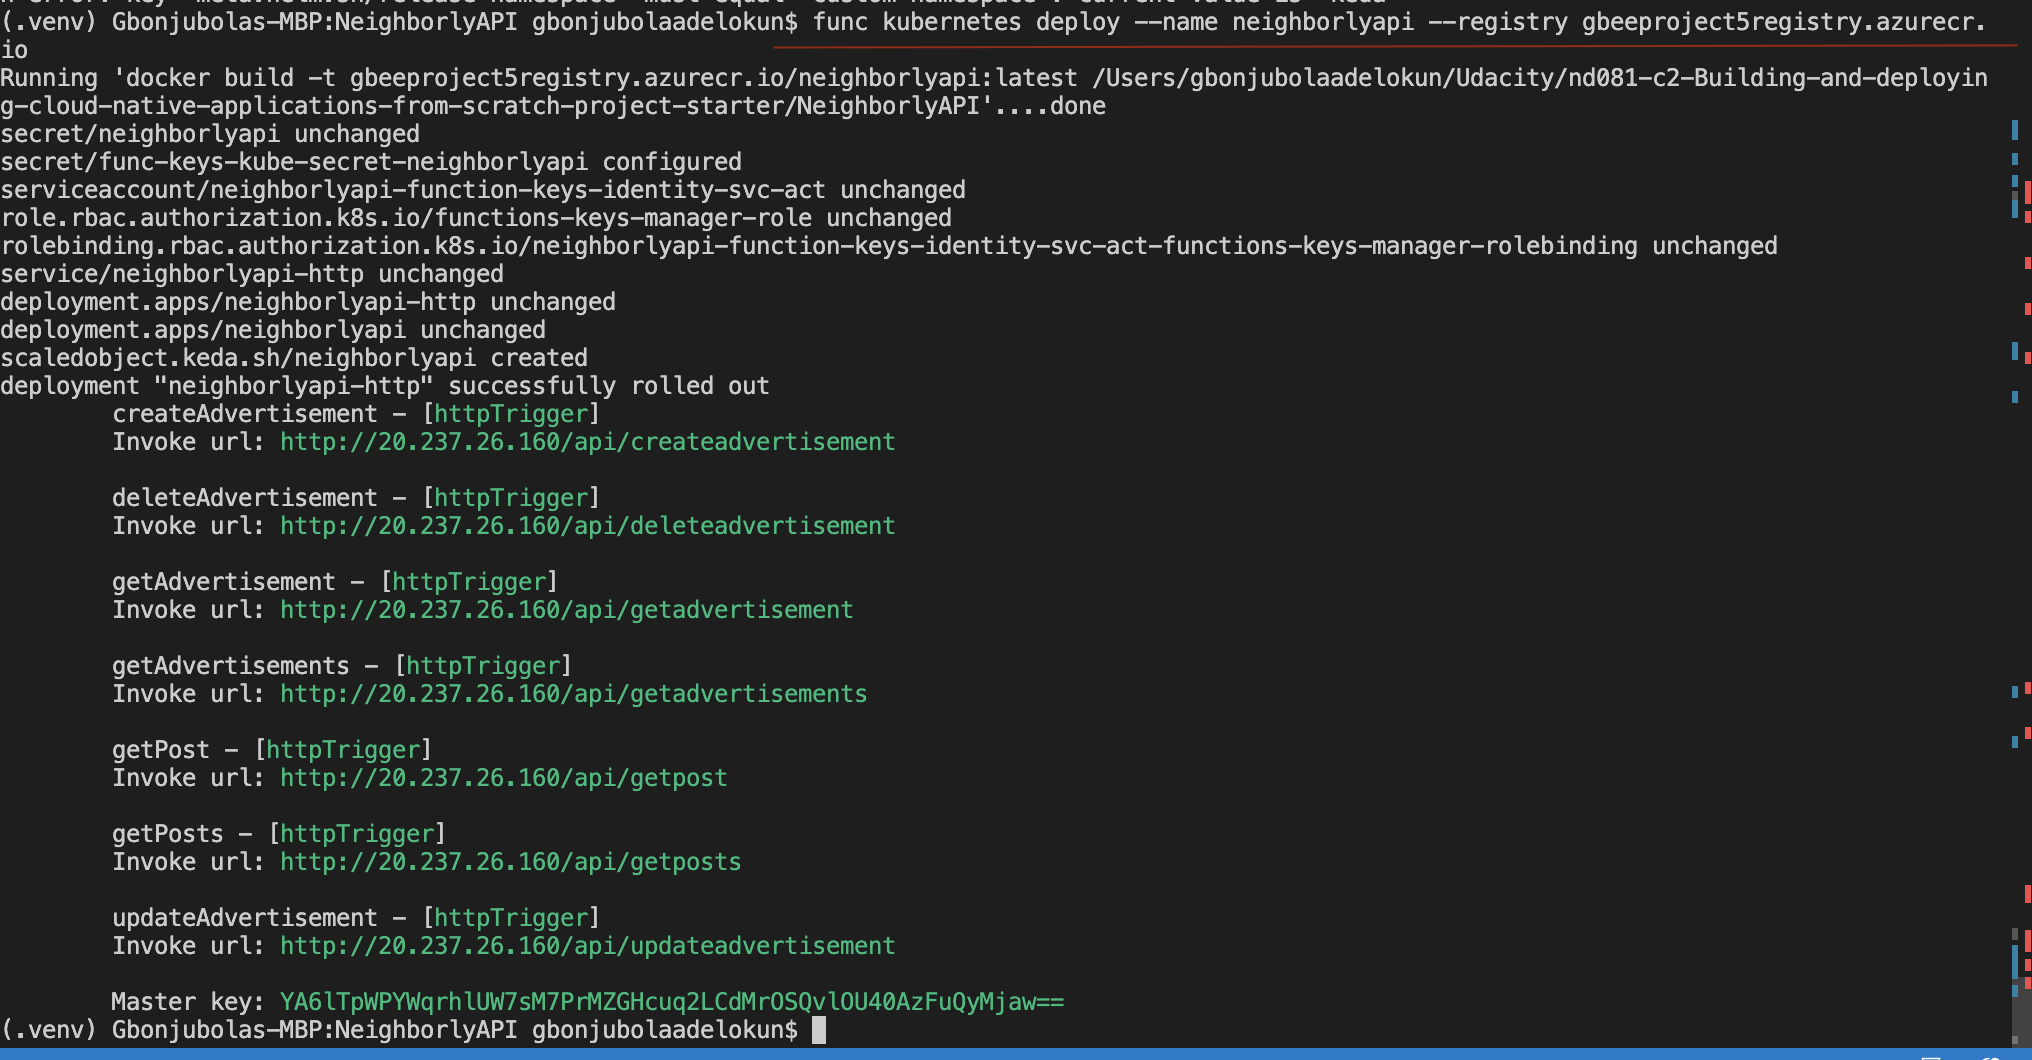 (.venv) Gbonjubolas-MBP:NeighborlyAPI gbonjubolaadelokun$ func kubernetes deploy --name neighborlyapi --registry gbeeproject5registry.azurecr.
io
Running 'docker build -t gbeeproject5registry.azurecr.io/neighborlyapi:latest /Users/gbonjubolaadelokun/Udacity/nd081-c2-Building-and-deployin
g-cloud-native-applications-from-scratch-project-starter/NeighborlyAPI'....done
secret/neighborlyapi unchanged
secret/func-keys-kube-secret-neighborlyapi configured
serviceaccount/neighborlyapi-function-keys-identity-svc-act unchanged
role.rbac.authorization.k8s.io/functions-keys-manager-role unchanged
rolebinding.rbac.authorization.k8s.io/neighborlyapi-function-keys-identity-svc-act-functions-keys-manager-rolebinding unchanged
service/neighborlyapi-http unchanged
deployment.apps/neighborlyapi-http unchanged
deployment.apps/neighborlyapi unchanged
scaledobject.keda.sh/neighborlyapi created
deployment "neighborlyapi-http" successfully rolled out
createAdvertisement - [httpTrigger]
Invoke url: http://20.237.26.160/api/createadvertisement
deleteAdvertisement - [httpTrigger]
Invoke url: http://20.237.26.160/api/deleteadvertisement
getAdvertisement - [httpTrigger]
Invoke url: http://20.237.26.160/api/getadvertisement
getAdvertisements - [httpTrigger]
Invoke url: http://20.237.26.160/api/getadvertisements
getPost - [httpTrigger]
Invoke url: http://20.237.26.160/api/getpost
getPosts - [httpTrigger]
Invoke url: http://20.237.26.160/api/getposts
updateAdvertisement - [httpTrigger]
Invoke url: http://20.237.26.160/api/updateadvertisement
Master key: YA6lTpWPYWqrhlUW7sM7PrMZGHcuq2LCdMrOSQvlOU40AzFuQyMjaw==
(.venv) Gbonjubolas-MBP:NeighborlyAPI gbonjubolaadelokun$